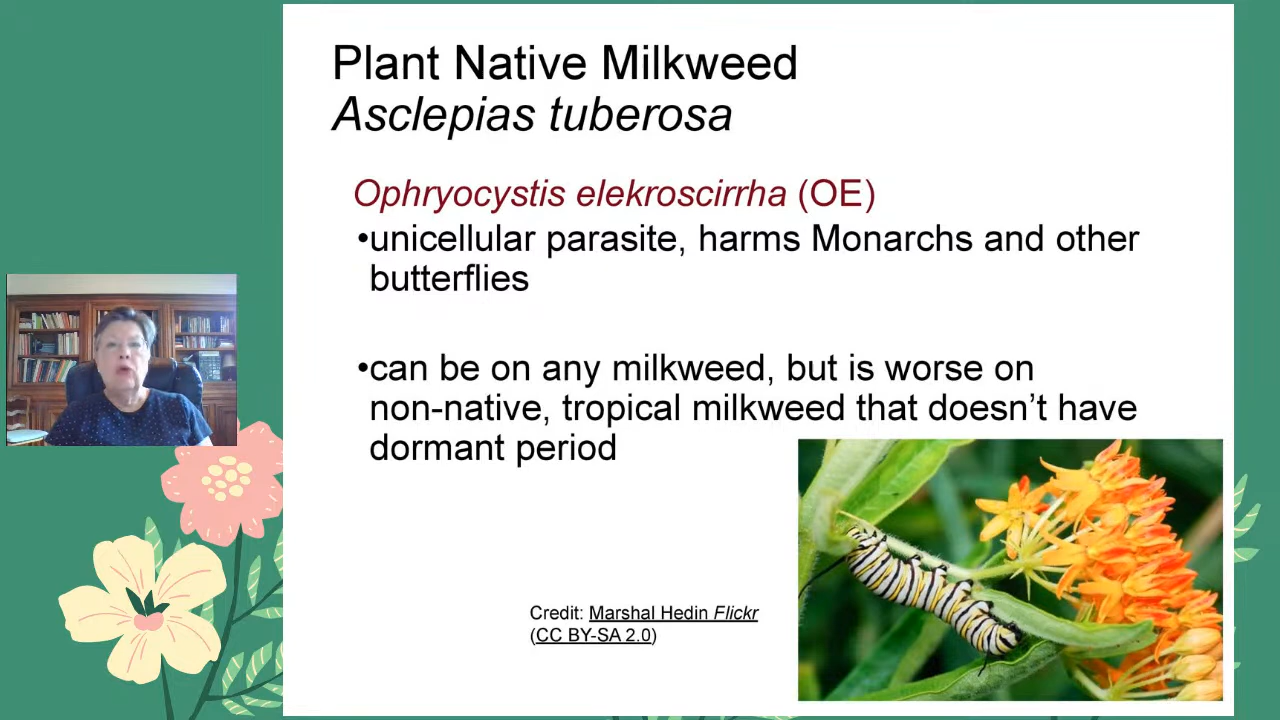 Plant Native Milkweed
Asclepias tuberosa
Ophryocystis elekroscirrha (OE)
•unicellular parasite, harms Monarchs and other
butterflies
•can be on any milkweed, but is worse on
non-native, tropical milkweed that doesn’t have
dormant period
Credit: Marshal Hedin Flickr
(CC BY-SA 2.0)